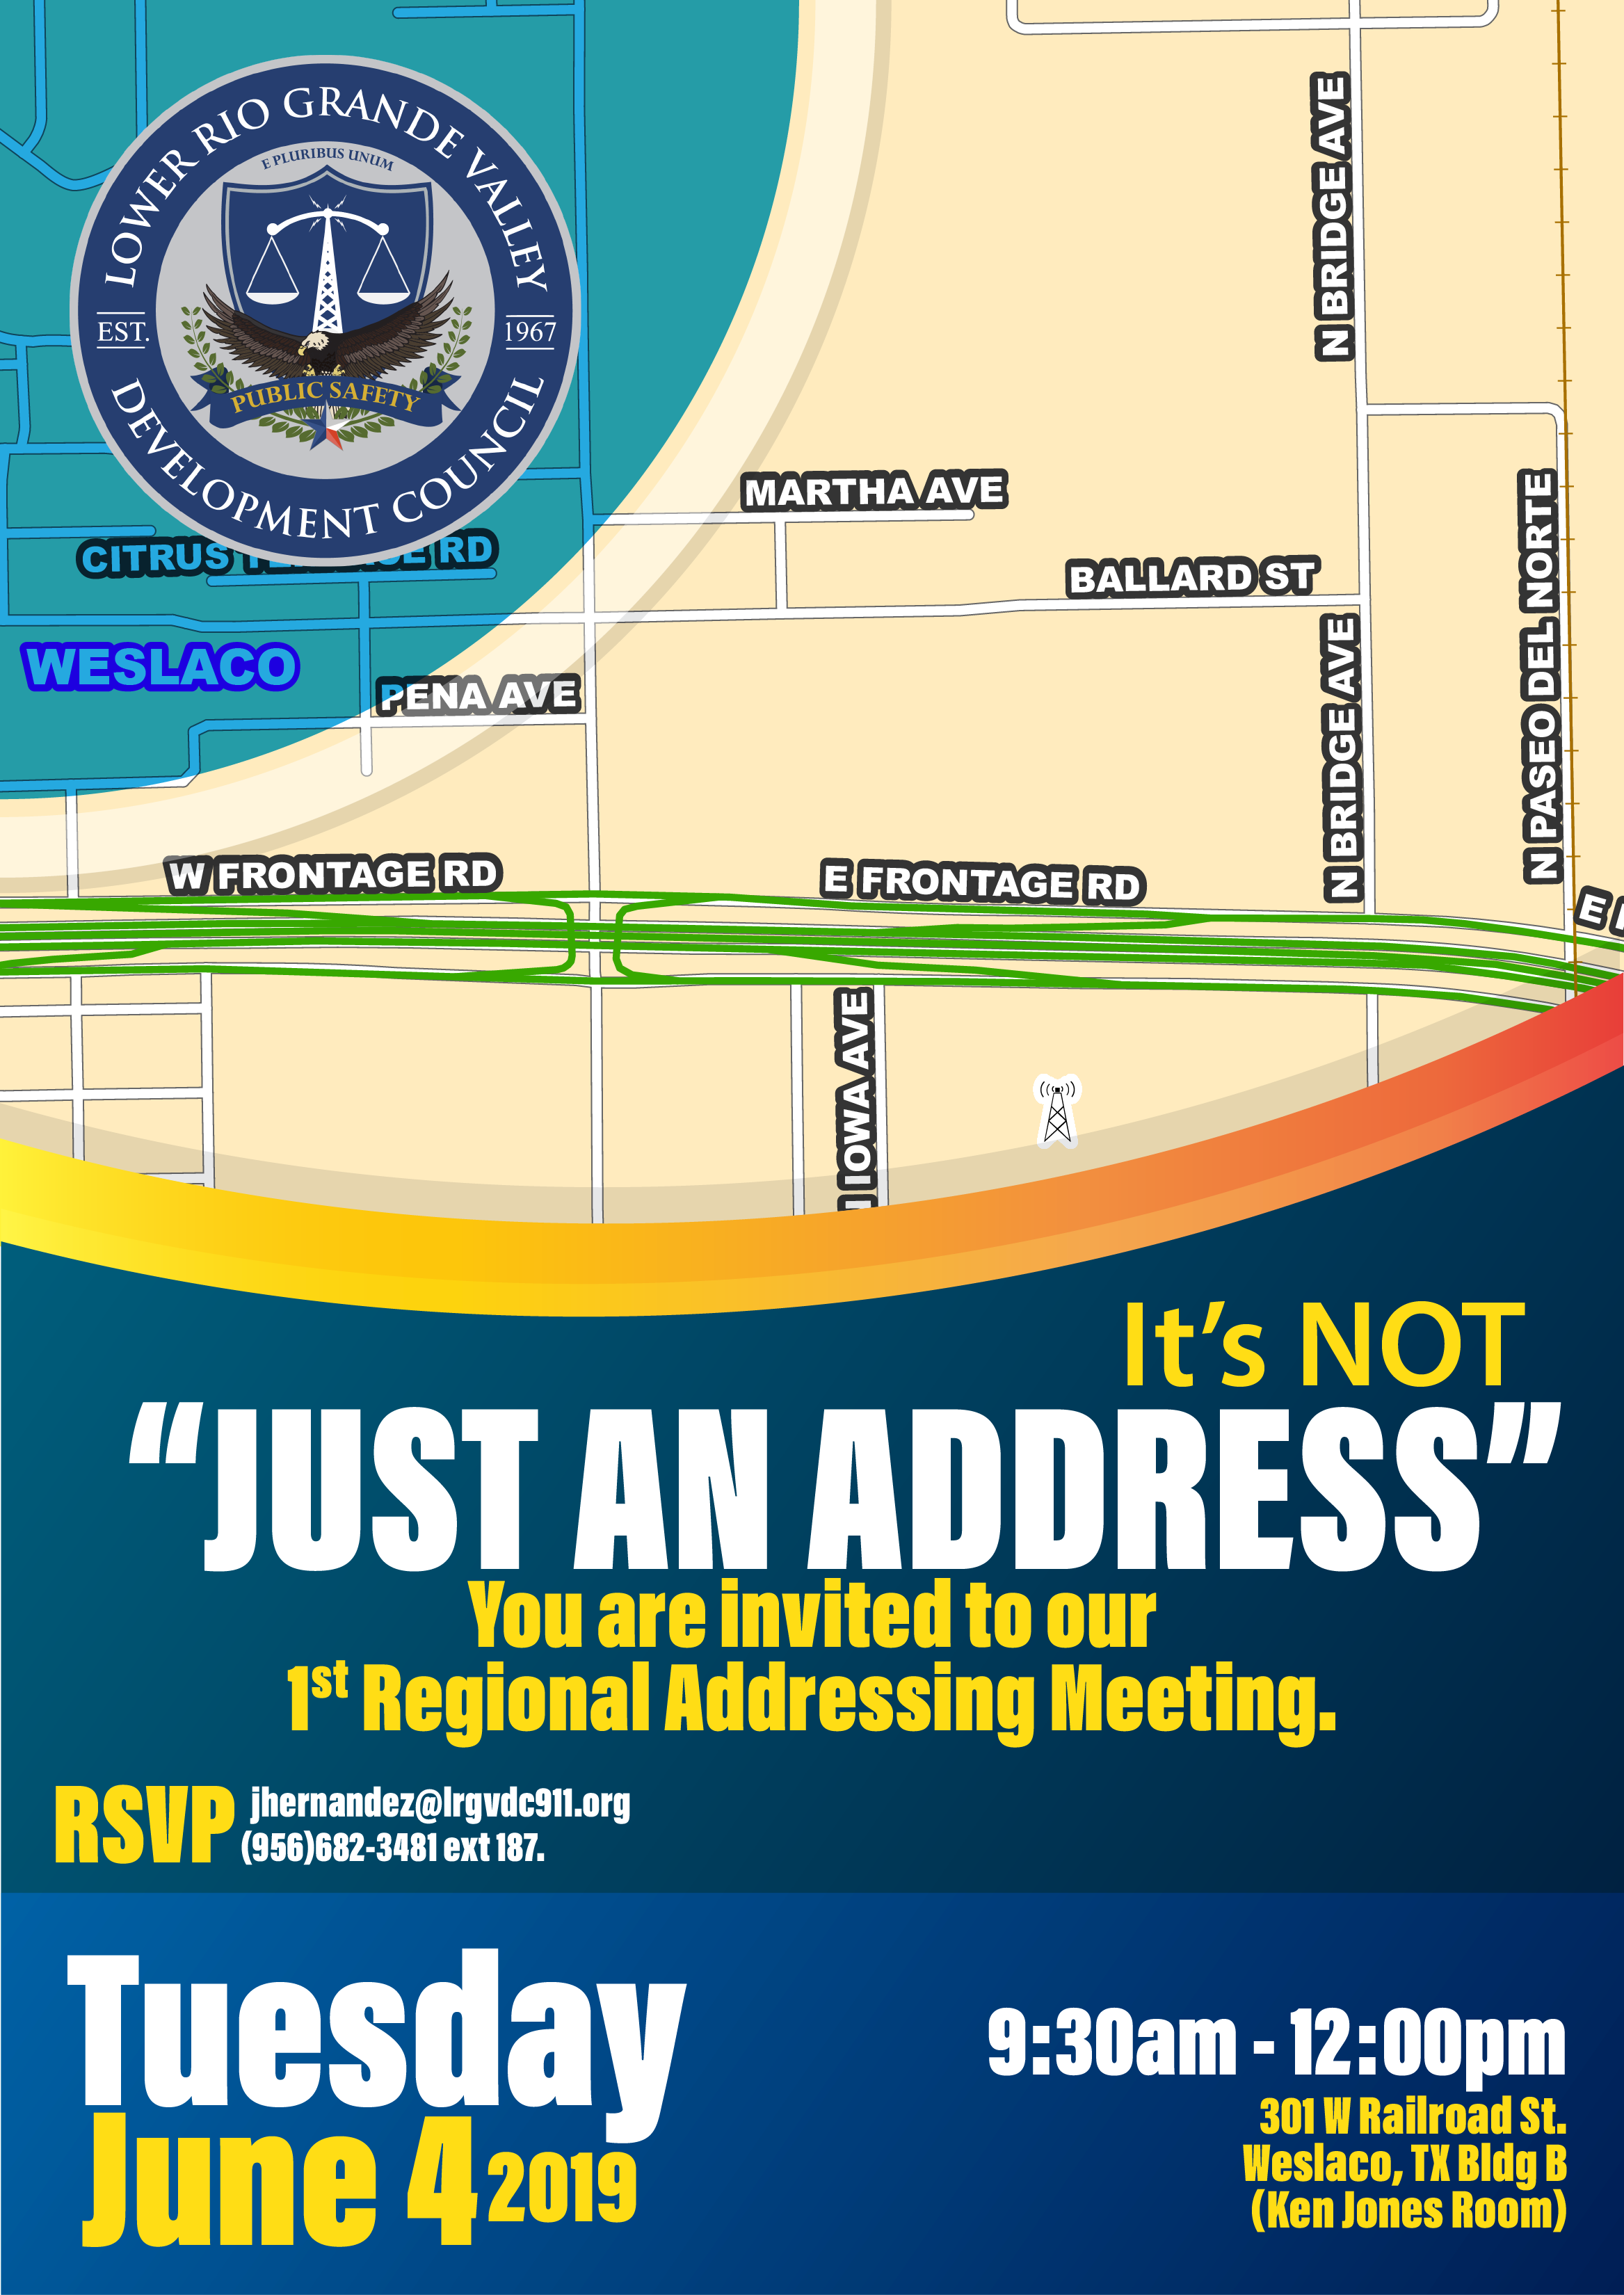 LOWER RIO GRANDE VALLEY
E PLURIBUS UNUM
EST.
1967
PUBLIC SAFETY
DEVELOPMENT COUNCIL
N BRIDGE AVE
MARTHA AVE
CITRUS RD
BALLARD ST
N PASEO DEL NORTE
WESLACO
PENA AVE
N BRIDGE AVE
W FRONTAGE RD
E FRONTAGE RD
E
IOWA AVE
It's NOT
“JUST AN ADDRESS”
You are invited to our
1st Regional Addressing Meeting.
RSVP jhernandez@lrgvdc911.org
(956)682-3481 ext 187.
Tuesday
June 4 2019
9:30am - 12:00pm
301 W Railroad St.
Weslaco, TX Bldg B
(Ken Jones Room)